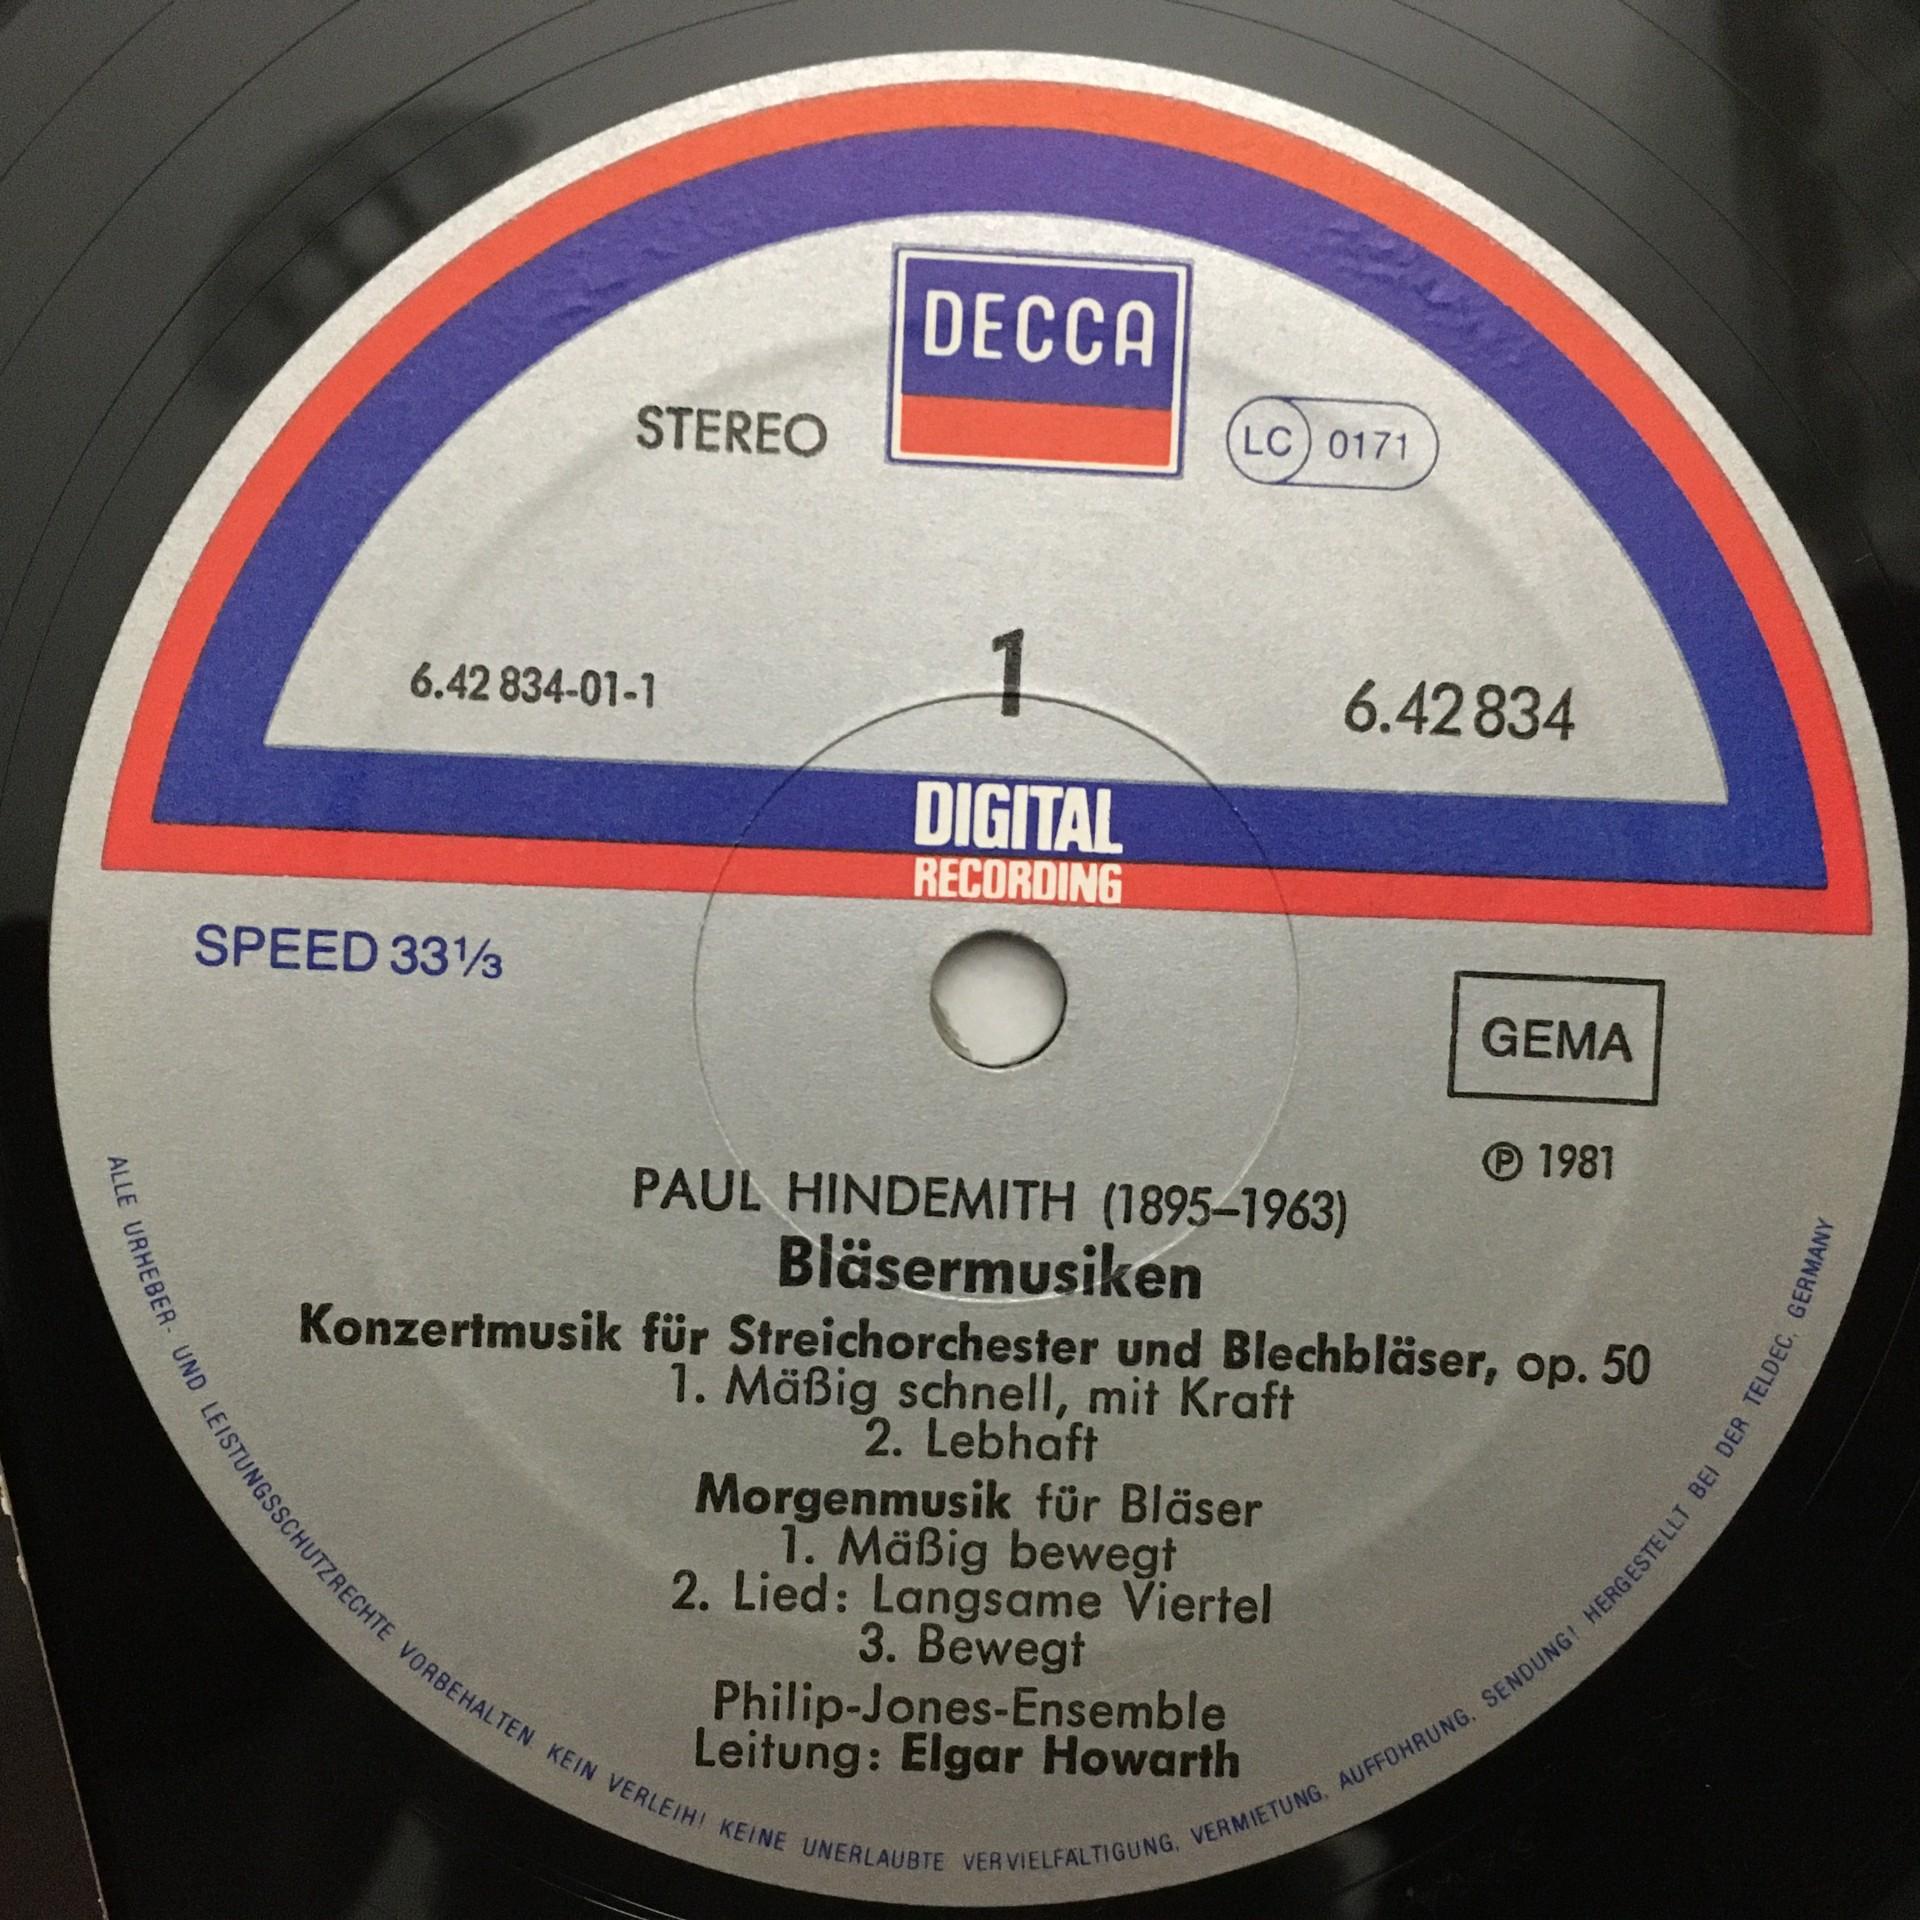 DECCA
STEREO
LC 0171
1
6.42 834-01-1
6.42 834
DIGITAL
RECORDING
SPEED 33⅓
GEMA
℗ 1981
PAUL HINDEMITH (1895–1963)
Bläsermusiken
Konzertmusik für Streichorchester und Blechbläser, op. 50
1. Mäßig schnell, mit Kraft
2. Lebhaft
Morgenmusik für Bläser
1. Mäßig bewegt
2. Lied: Langsame Viertel
3. Bewegt
Philip-Jones-Ensemble
Leitung: Elgar Howarth
ALLE URHEBER- UND LEISTUNGSSCHUTZRECHTE VORBEHALTEN. KEIN VERLEIH! KEINE UNERLAUBTE VERVIELFÄLTIGUNG, VERMIETUNG, AUFFÜHRUNG, SENDUNG! HERGESTELLT BEI DER TELDEC, GERMANY